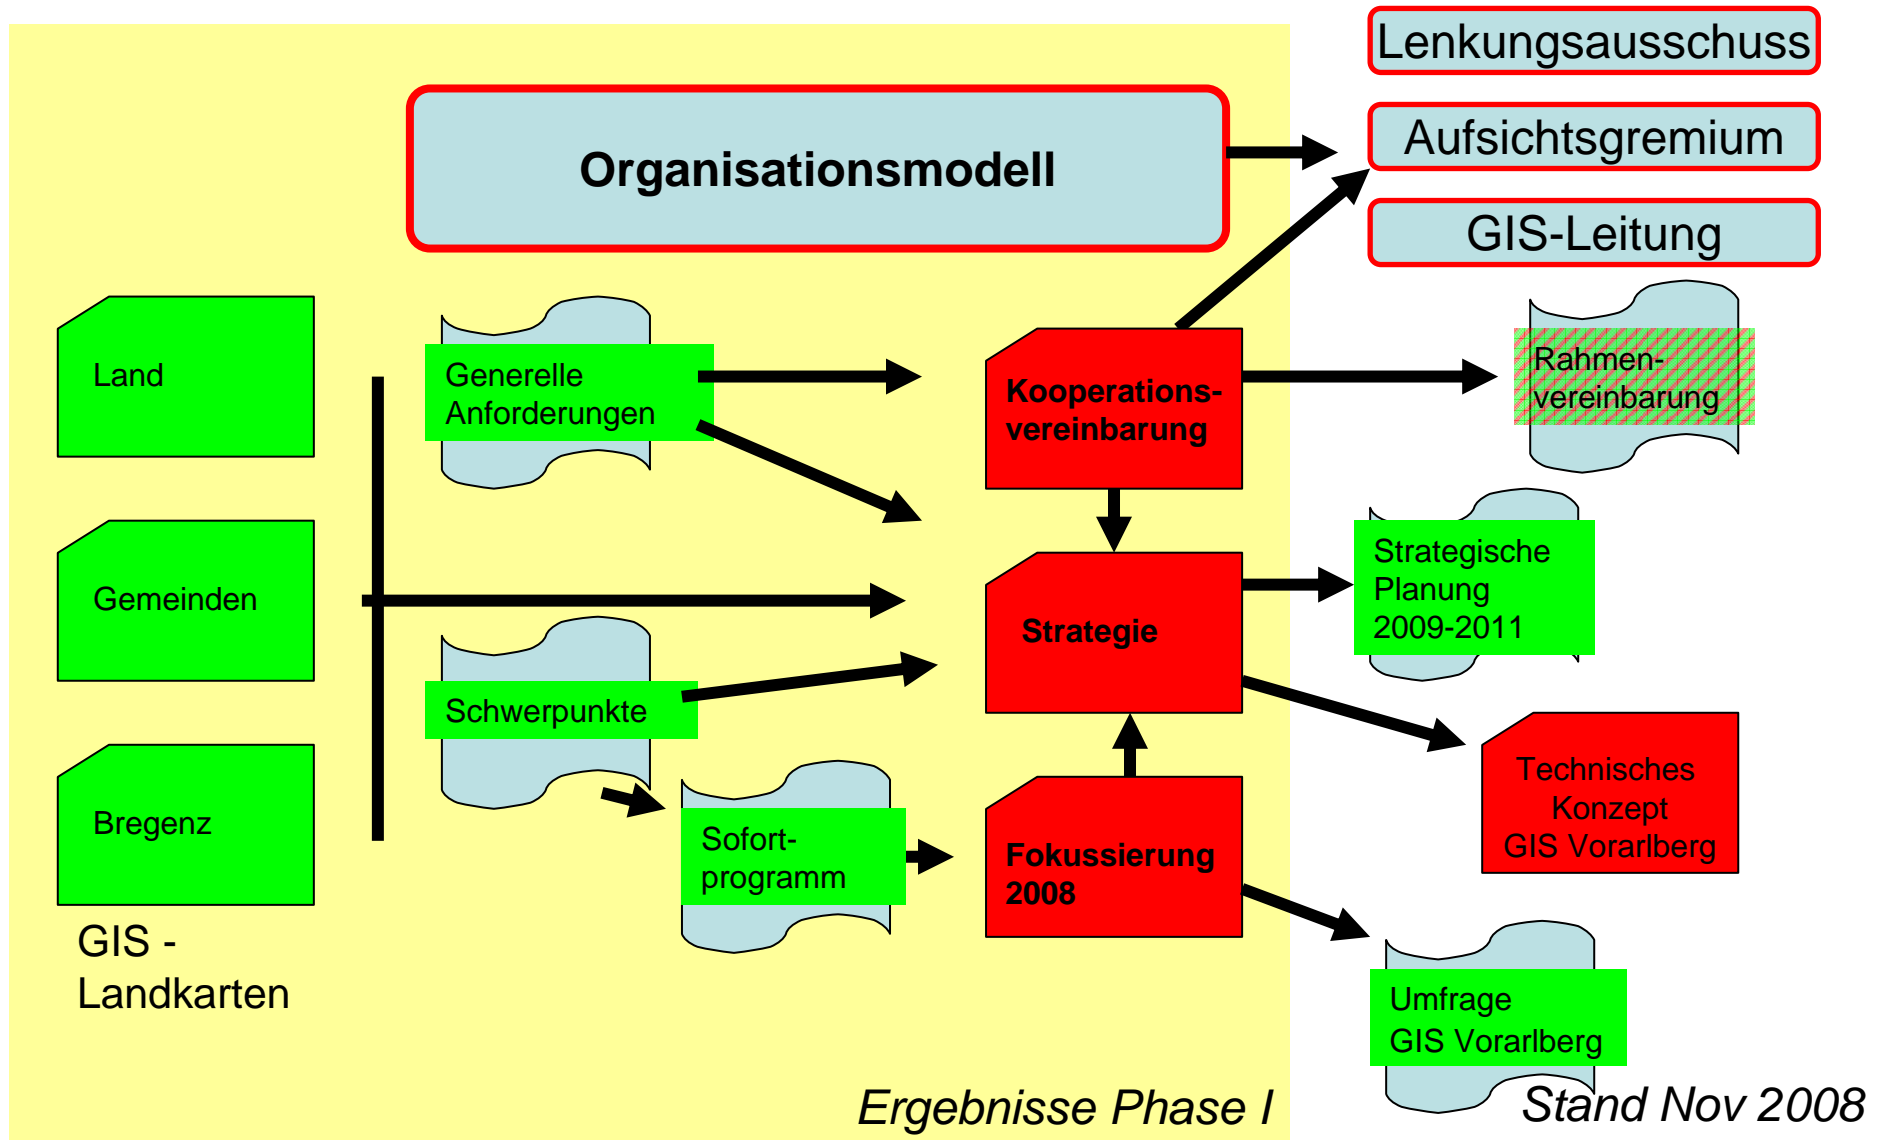 Lenkungsausschuss
Organisationsmodell
Aufsichtsgremium
GIS-Leitung
Land
Generelle
Anforderungen
Kooperations-
vereinbarung
Rahmen-
vereinbarung
Gemeinden
Strategie
Strategische
Planung
2009-2011
Schwerpunkte
Bregenz
Sofort-
programm
Fokussierung
2008
Technisches
Konzept
GIS Vorarlberg
GIS -
Landkarten
Umfrage
GIS Vorarlberg
Ergebnisse Phase I
Stand Nov 2008